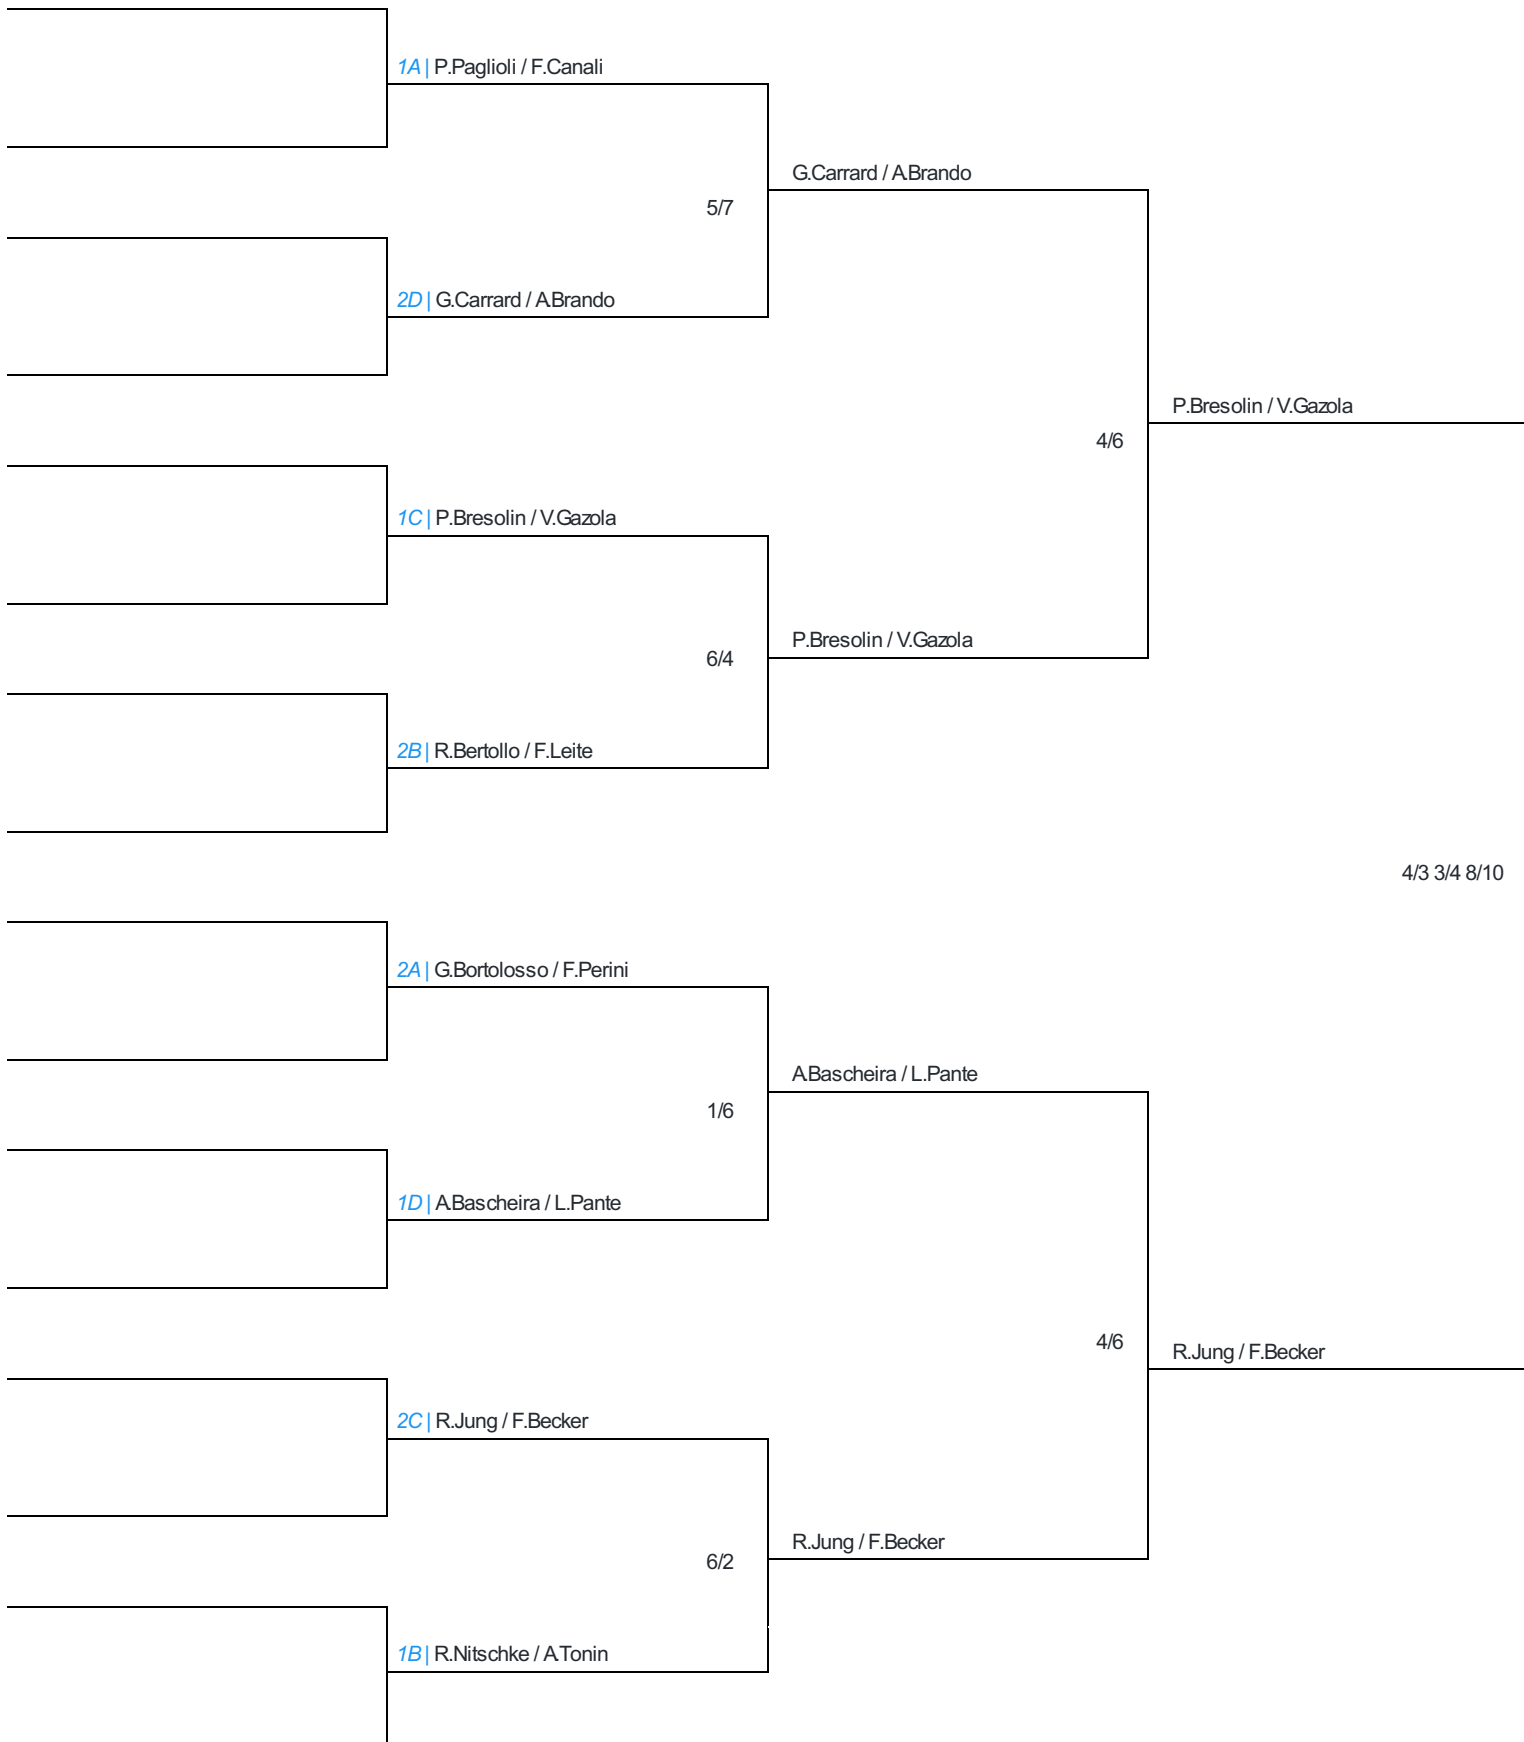 1A | P.Paglioli / F.Canali
G.Carrard / A.Brando
5/7
2D | G.Carrard / A.Brando
P.Bresolin / V.Gazola
4/6
1C | P.Bresolin / V.Gazola
P.Bresolin / V.Gazola
6/4
2B | R.Bertollo / F.Leite
4/3 3/4 8/10
2A | G.Bortolosso / F.Perini
A.Bascheira / L.Pante
1/6
1D | A.Bascheira / L.Pante
4/6
R.Jung / F.Becker
2C | R.Jung / F.Becker
R.Jung / F.Becker
6/2
1B | R.Nitschke / A.Tonin